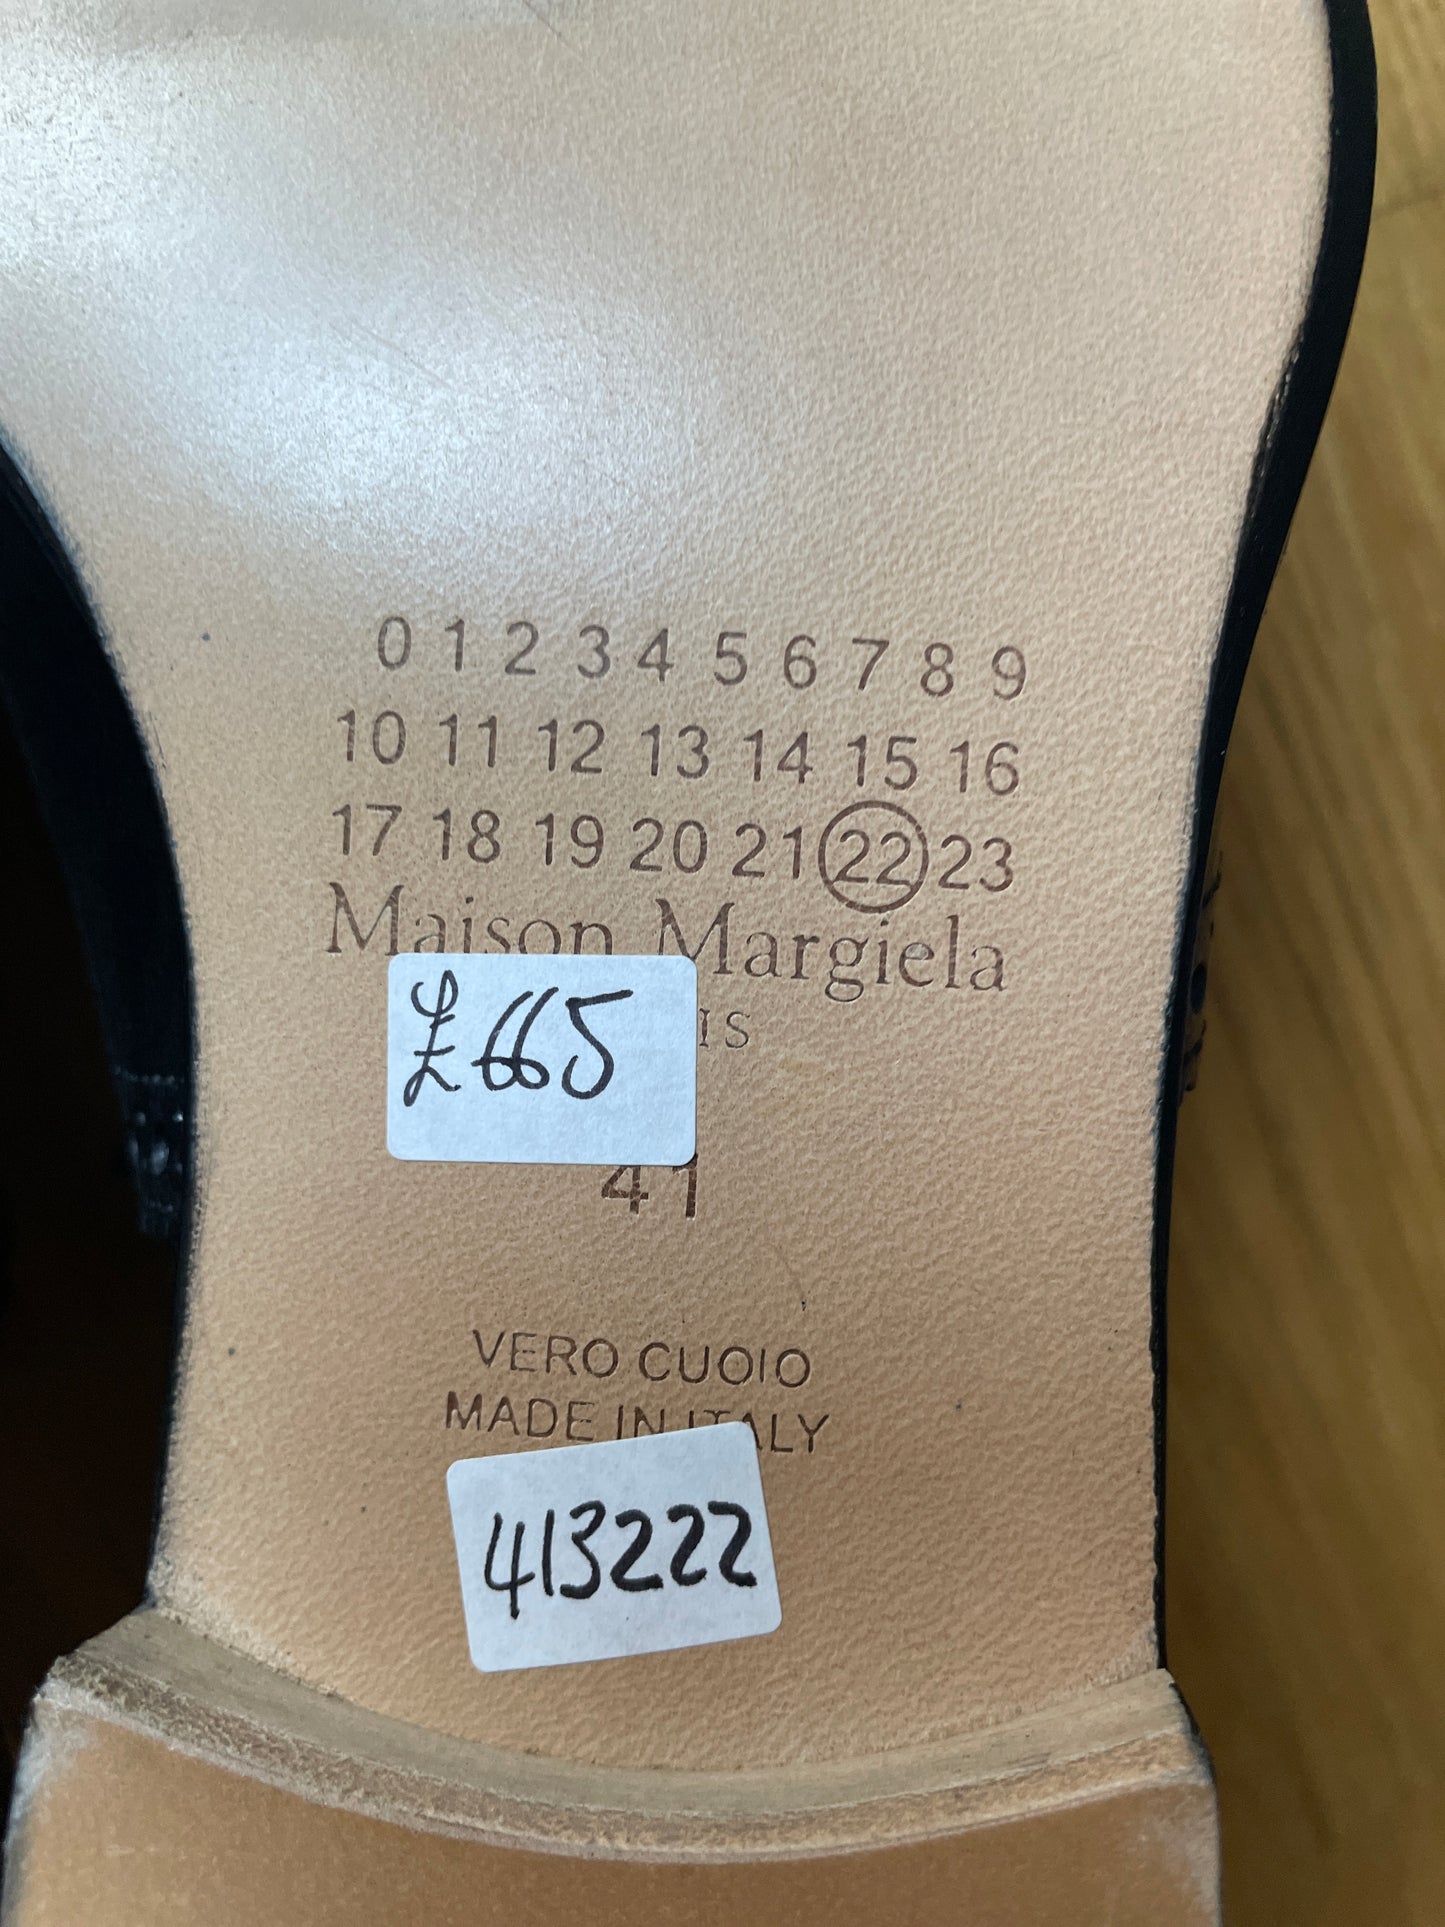 0 1 2 3 4 5 6 7 8 9
10 11 12 13 14 15 16
17 18 19 20 21 22 23
Maison Margiela
IS
£665
41
VERO CUOIO
MADE IN ITALY
413222